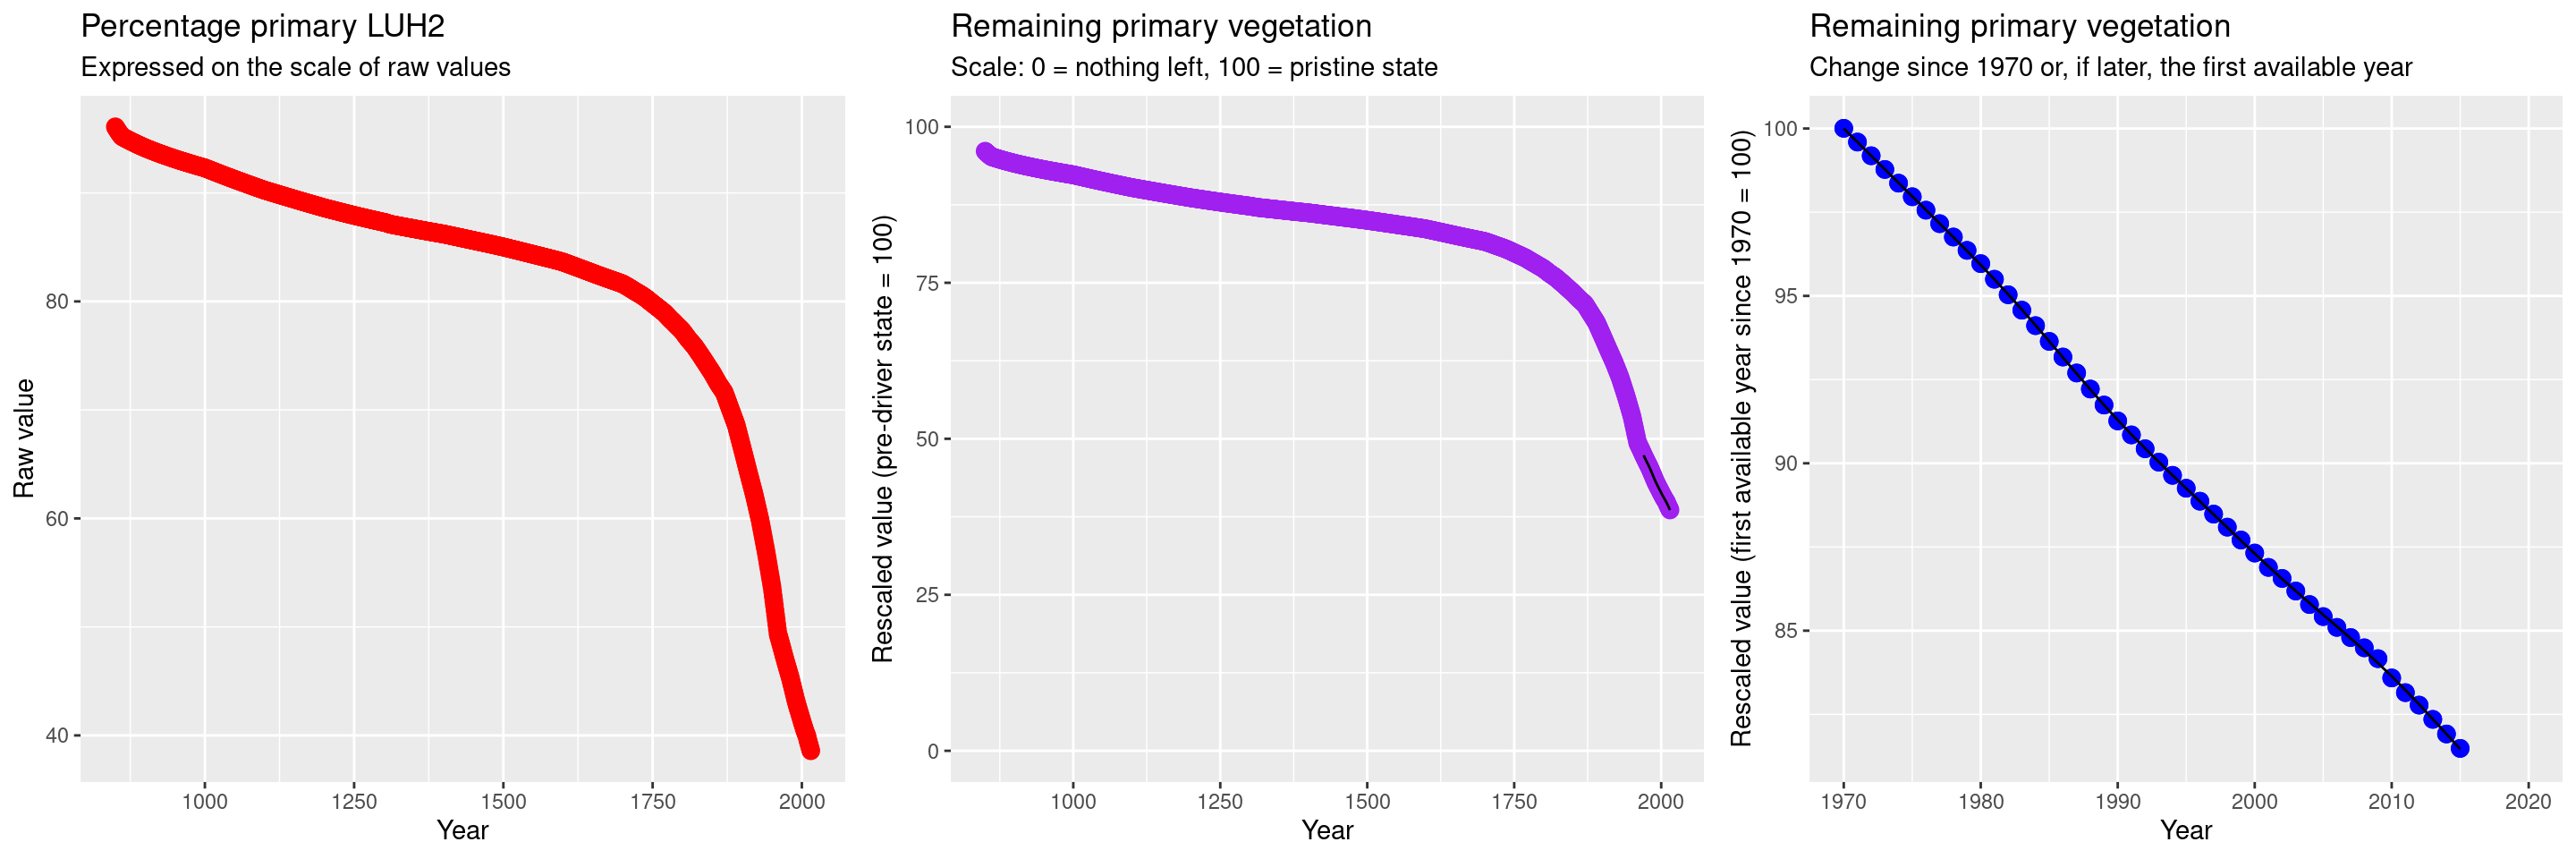 Percentage primary LUH2
Expressed on the scale of raw values
Raw value
80
60
40
1000 1250 1500 1750 2000
Year
Remaining primary vegetation
Scale: 0 = nothing left, 100 = pristine state
Rescaled value (pre-driver state = 100)
100
75
50
25
0
1000 1250 1500 1750 2000
Year
Remaining primary vegetation
Change since 1970 or, if later, the first available year
Rescaled value (first available year since 1970 = 100)
100
95
90
85
1970 1980 1990 2000 2010 2020
Year